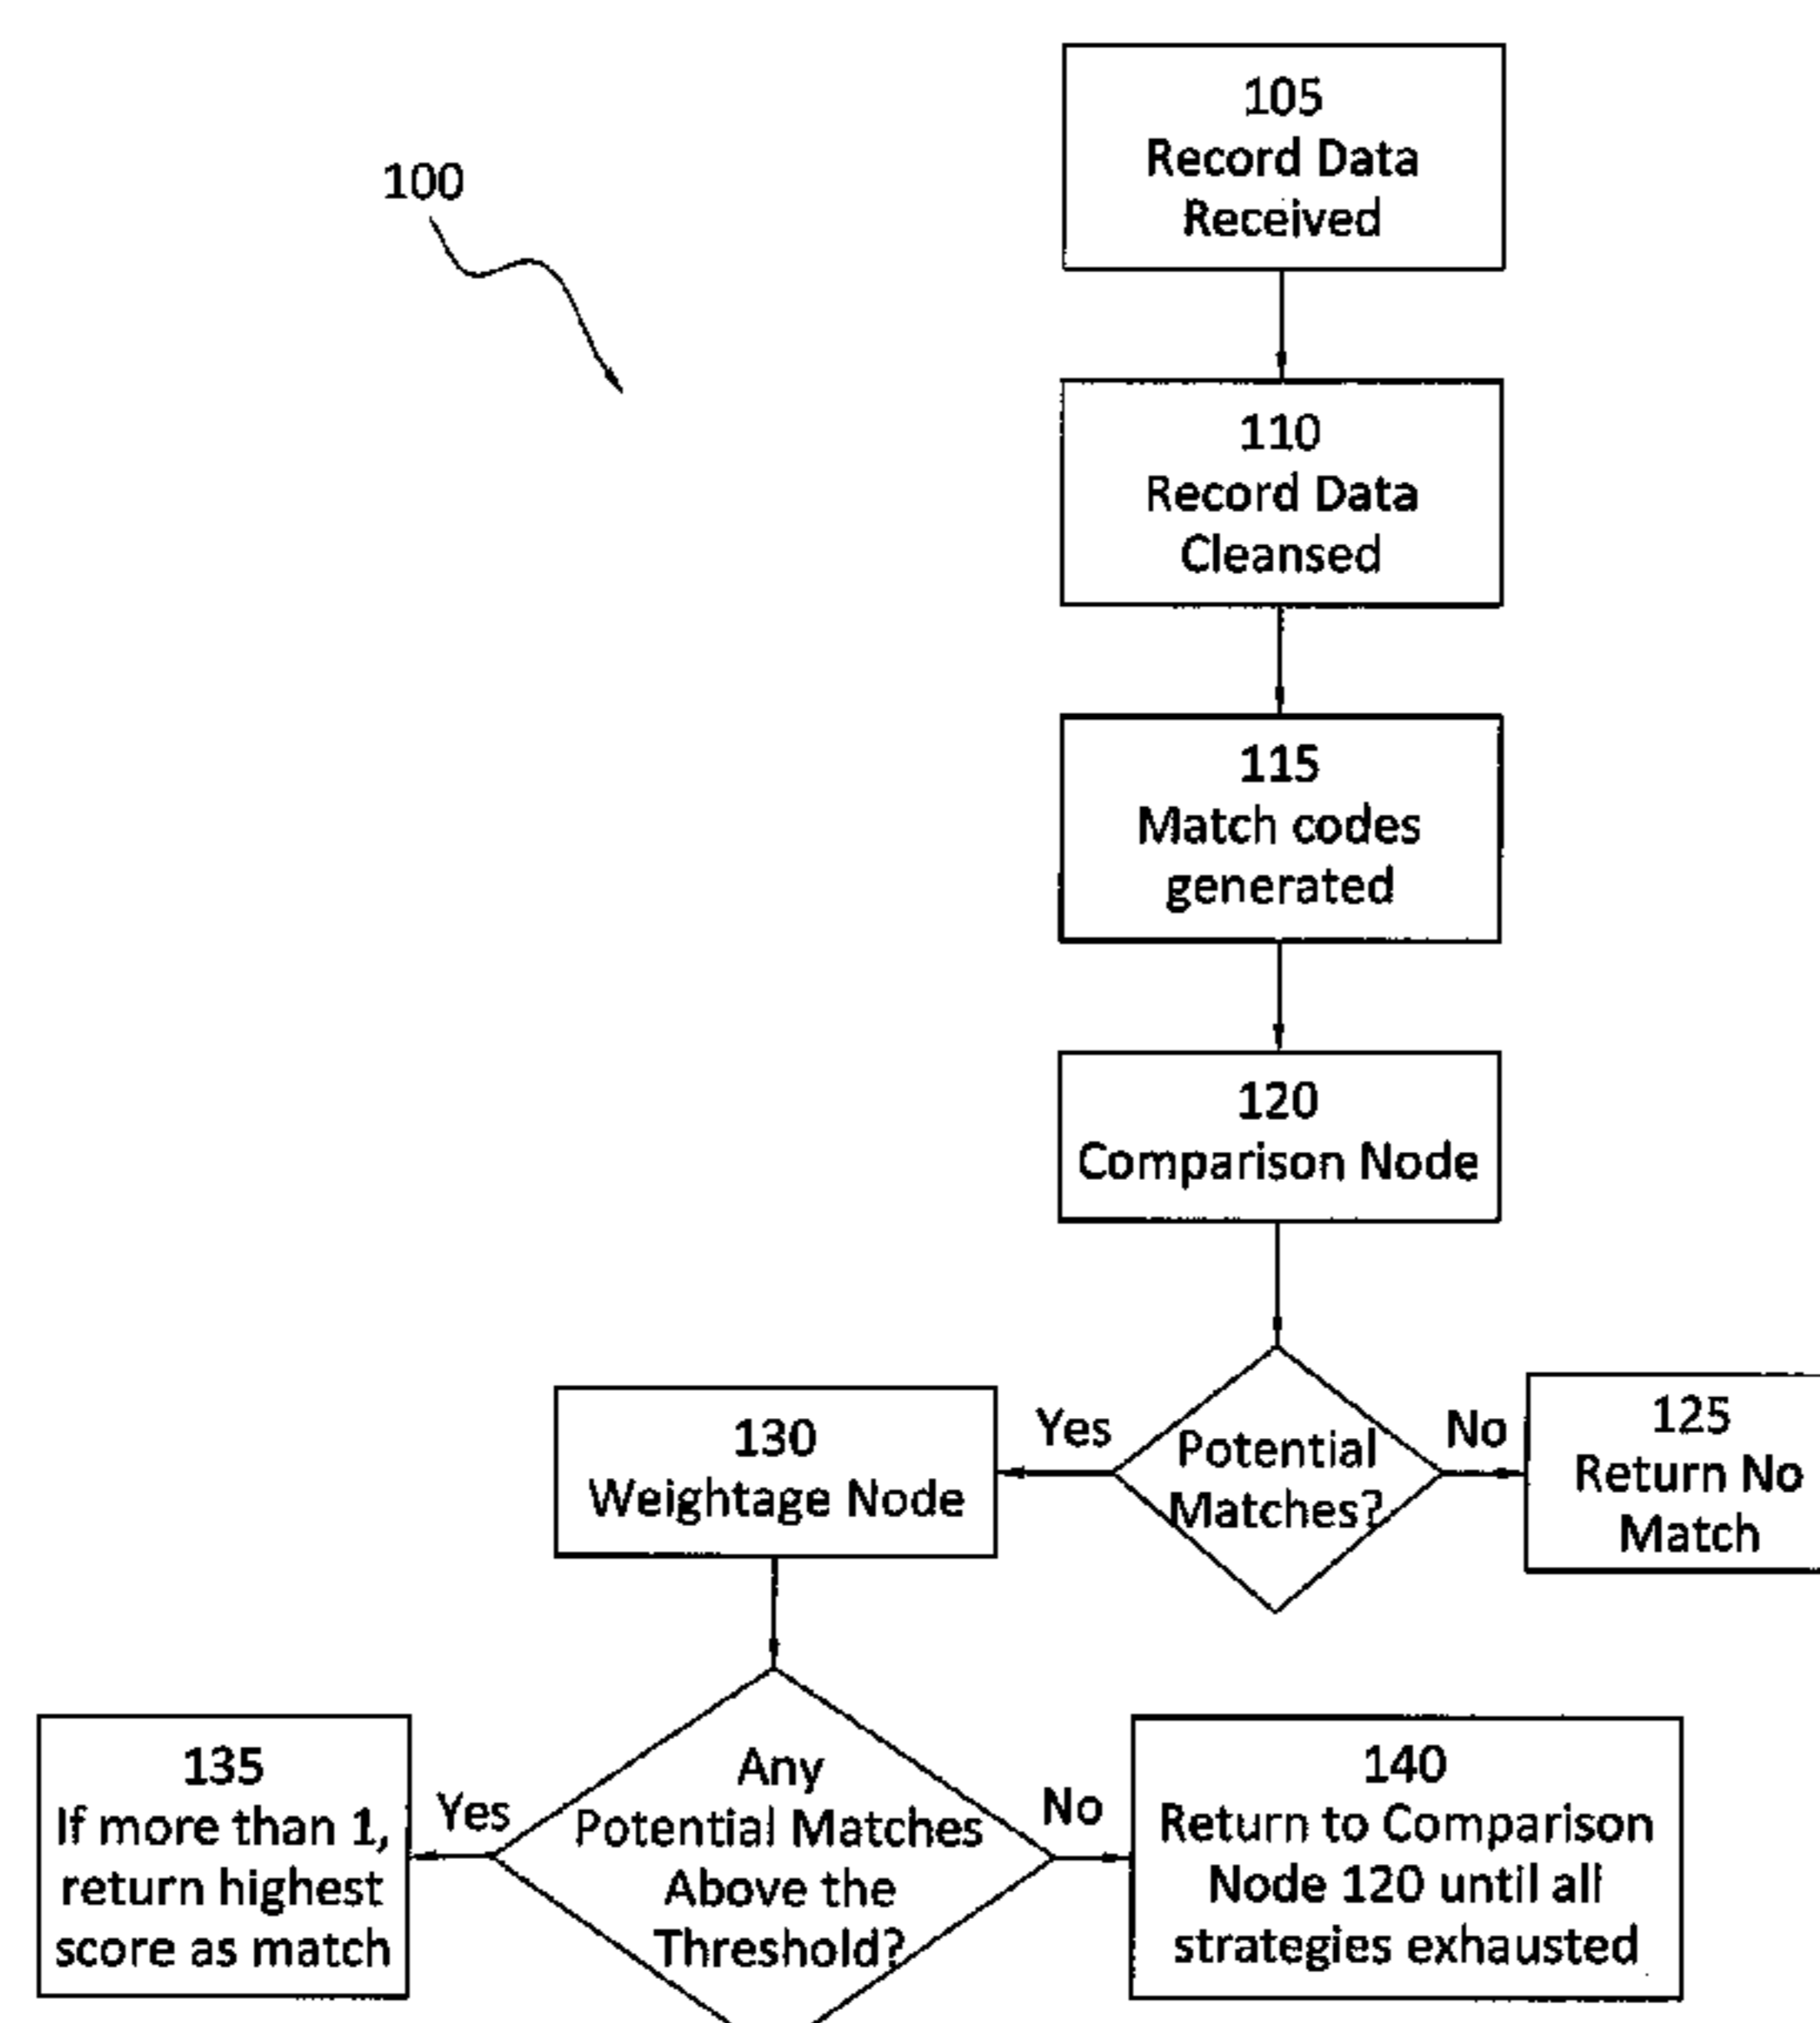 105
Record Data
Received
100
110
Record Data
Cleansed
115
Match codes
generated
120
Comparison Node
130
Weightage Node
Yes
Potential
Matches?
No
125
Return No
Match
135
If more than 1,
return highest
score as match
Yes
Any
Potential Matches
Above the
Threshold?
No
140
Return to Comparison
Node 120 until all
strategies exhausted